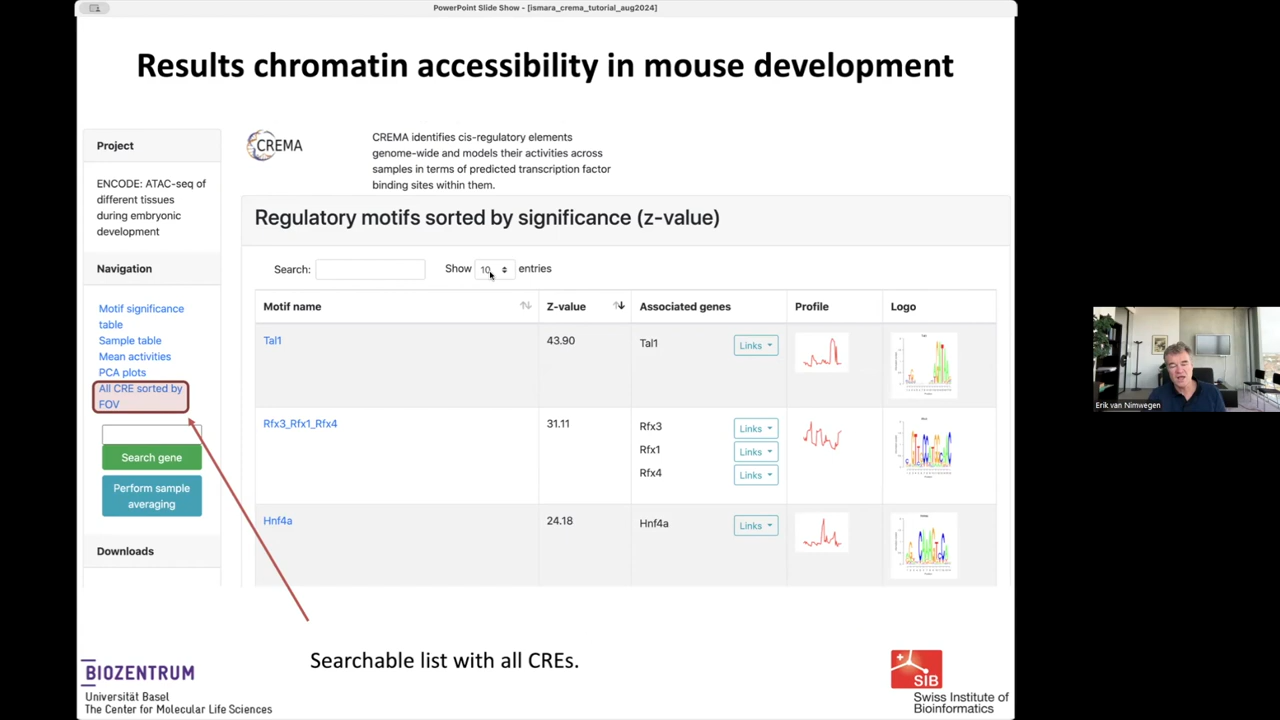 PowerPoint Slide Show - [ismara_crema_tutorial_aug2024]
Results chromatin accessibility in mouse development
Project
ENCODE: ATAC-seq of
different tissues
during embryonic
development
Navigation
Motif significance
table
Sample table
Mean activities
PCA plots
All CRE sorted by
FOV
Search gene
Perform sample
averaging
Downloads
CREMA
CREMA identifies cis-regulatory elements
genome-wide and models their activities across
samples in terms of predicted transcription factor
binding sites within them.
Regulatory motifs sorted by significance (z-value)
Search: Show 10 entries
Motif name Z-value Associated genes Profile Logo
Tal1 43.90 Tal1 Links
Rfx3_Rfx1_Rfx4 31.11 Rfx3 Links
Rfx1 Links
Rfx4 Links
Hnf4a 24.18 Hnf4a Links
Searchable list with all CREs.
BIOZENTRUM
Universität Basel
The Center for Molecular Life Sciences
SIB
Swiss Institute of
Bioinformatics
Erik van Nimwegen